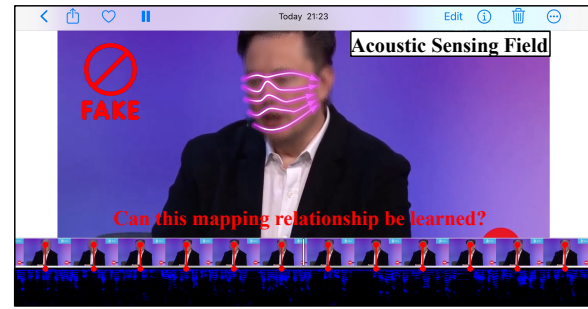 Today 21:23
Edit
Acoustic Sensing Field
FAKE
Can this mapping relationship be learned?